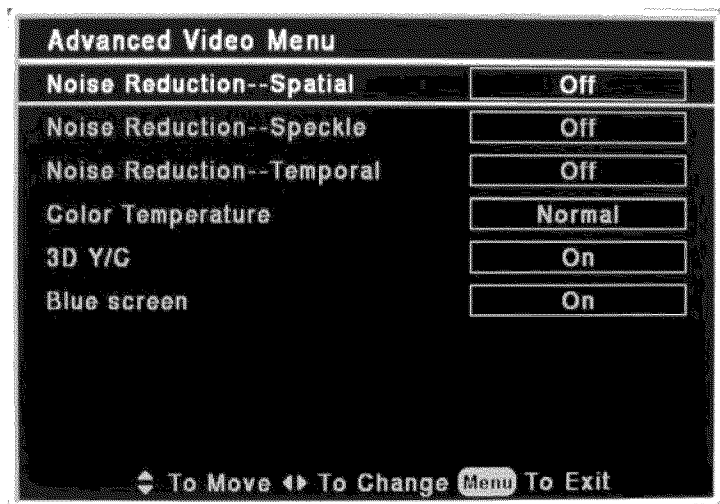 Advanced Video Menu
Noise Reduction--Spatial Off
Noise Reduction--Speckle Off
Noise Reduction--Temporal Off
Color Temperature Normal
3D Y/C On
Blue screen On
To Move To Change Menu To Exit